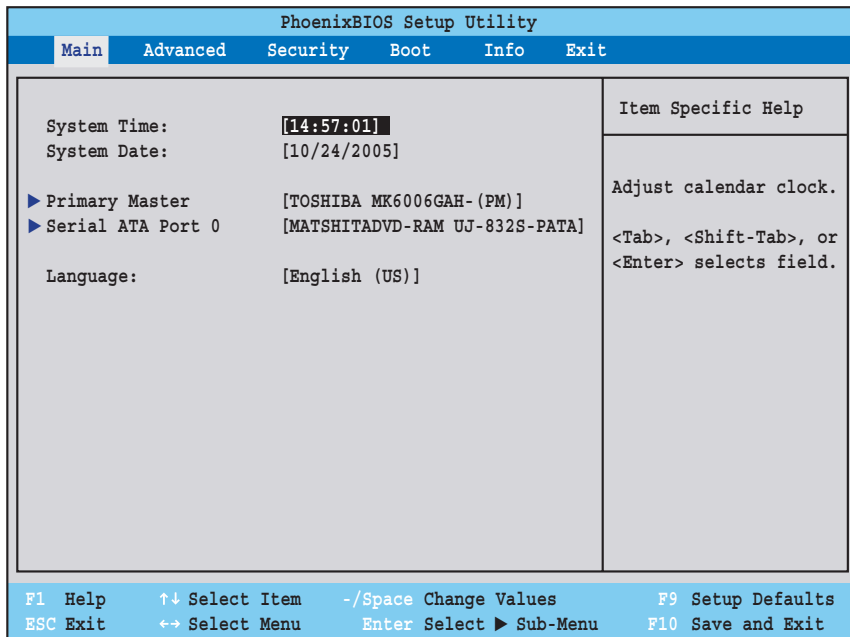 PhoenixBIOS Setup Utility
Main Advanced Security Boot Info Exit
System Time: [14:57:01]
System Date: [10/24/2005]
Primary Master [TOSHIBA MK6006GAH-(PM)]
Serial ATA Port 0 [MATSHITADVD-RAM UJ-832S-PATA]
Language: [English (US)]
Item Specific Help
Adjust calendar clock.
<Tab>, <Shift-Tab>, or
<Enter> selects field.
F1 Help ↑↓ Select Item -/Space Change Values F9 Setup Defaults
ESC Exit ←→ Select Menu Enter Select ▶ Sub-Menu F10 Save and Exit